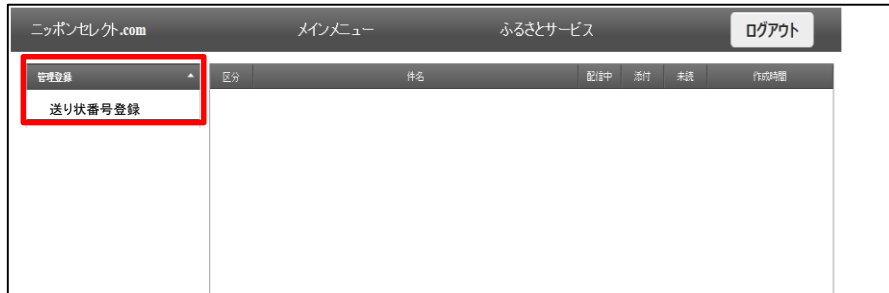 ニッポンセレクト.com メインメニュー ふるさとサービス ログアウト
管理登録 区分 件名 配信中 添付 未読 作成時間
送り状番号登録